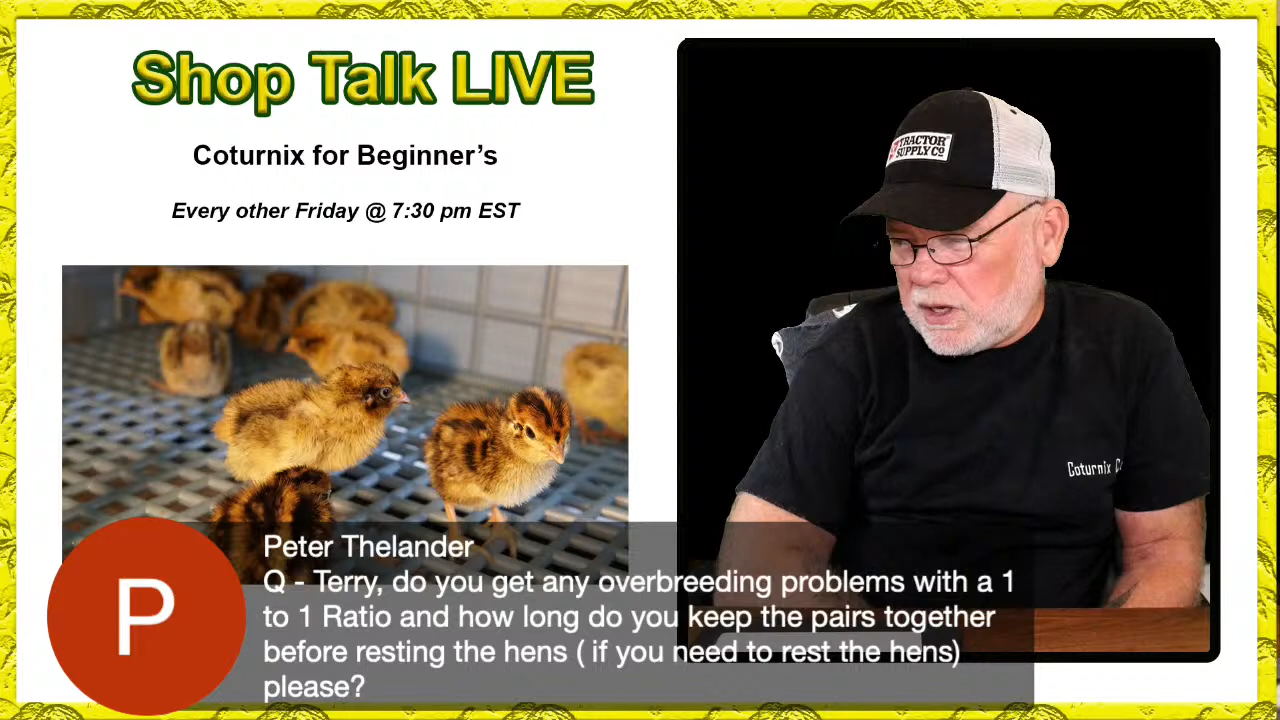 Shop Talk LIVE
Coturnix for Beginner's
Every other Friday @ 7:30 pm EST
TRACTOR
SUPPLY CO
Coturnix
P
Peter Thelander
Q - Terry, do you get any overbreeding problems with a 1
to 1 Ratio and how long do you keep the pairs together
before resting the hens ( if you need to rest the hens)
please?